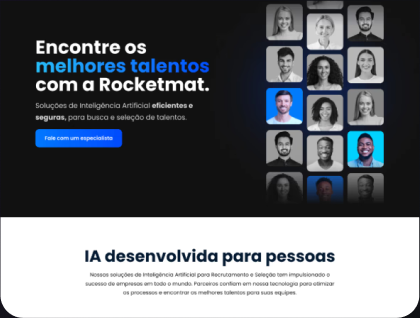 Encontre os
melhores talentos
com a Rocketmat.
Soluções de Inteligência Artificial eficientes e
seguras, para busca e seleção de talentos.
Fale com um especialista
IA desenvolvida para pessoas
Nossas soluções de Inteligência Artificial para Recrutamento e Seleção tem impulsionado o
sucesso de empresas em todo o mundo. Parceiros confiam em nossa tecnologia para otimizar
os processos e encontrar os melhores talentos para suas equipes.